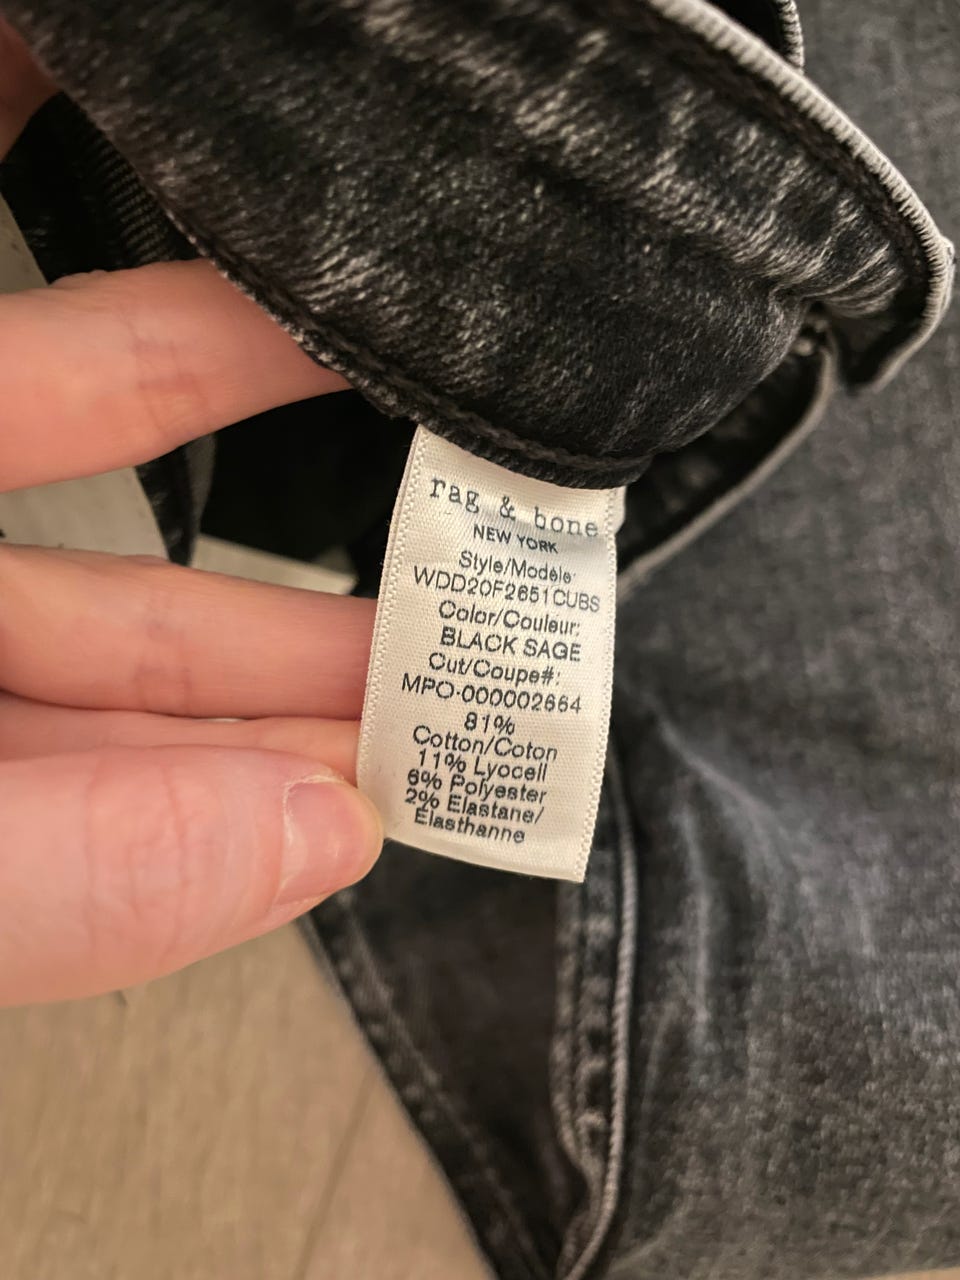 rag & bone
NEW YORK
Style/Modèle:
WDD20F2651CUBS
Color/Couleur:
BLACK SAGE
Cut/Coupe#:
MPO-000002664
81%
Cotton/Coton
11% Lyocell
6% Polyester
2% Elastane/
Elasthanne